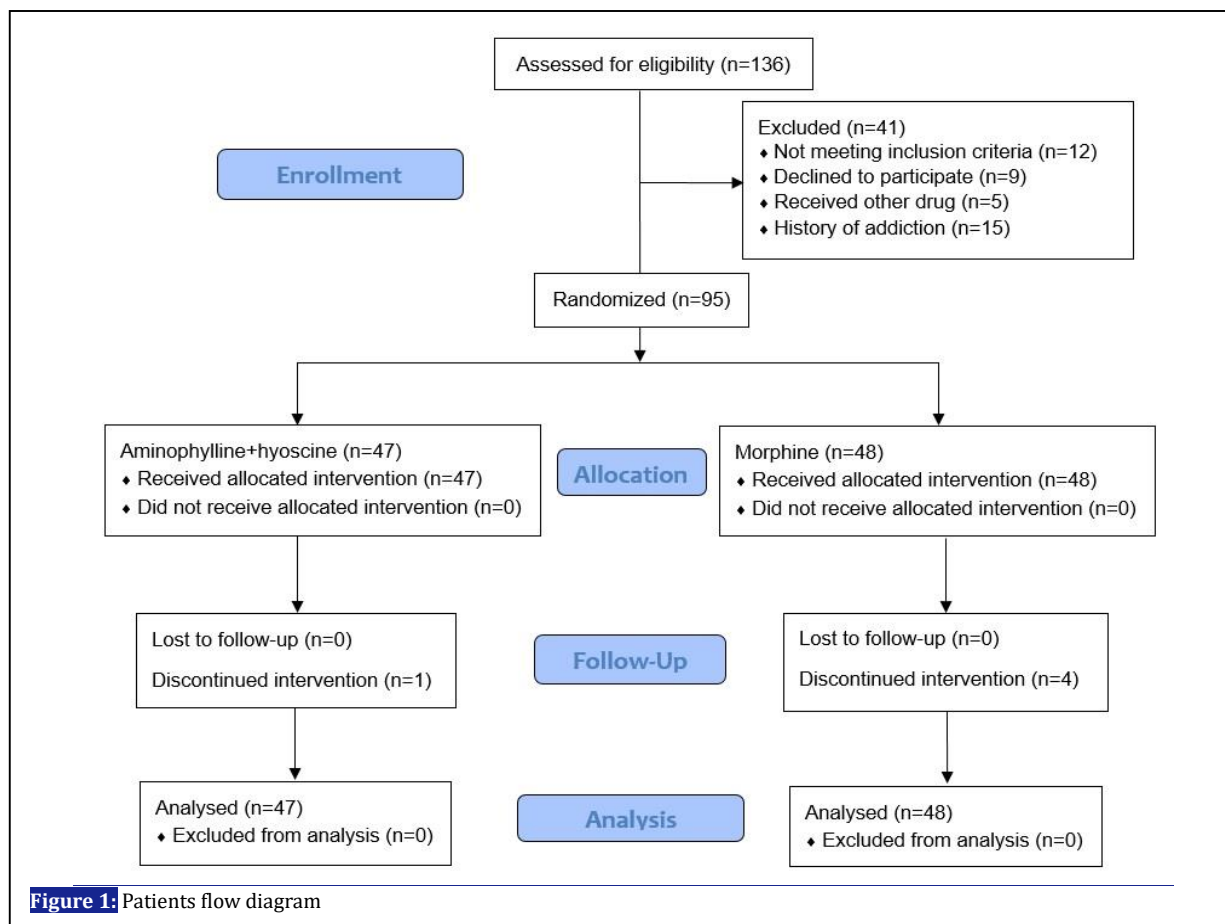 Assessed for eligibility (n=136)
Excluded (n=41)
♦ Not meeting inclusion criteria (n=12)
♦ Declined to participate (n=9)
♦ Received other drug (n=5)
♦ History of addiction (n=15)
Enrollment
Randomized (n=95)
Aminophylline+hyoscine (n=47)
♦ Received allocated intervention (n=47)
♦ Did not receive allocated intervention (n=0)
Allocation
Morphine (n=48)
♦ Received allocated intervention (n=48)
♦ Did not receive allocated intervention (n=0)
Lost to follow-up (n=0)
Discontinued intervention (n=1)
Follow-Up
Lost to follow-up (n=0)
Discontinued intervention (n=4)
Analysed (n=47)
♦ Excluded from analysis (n=0)
Analysis
Analysed (n=48)
♦ Excluded from analysis (n=0)
Figure 1: Patients flow diagram